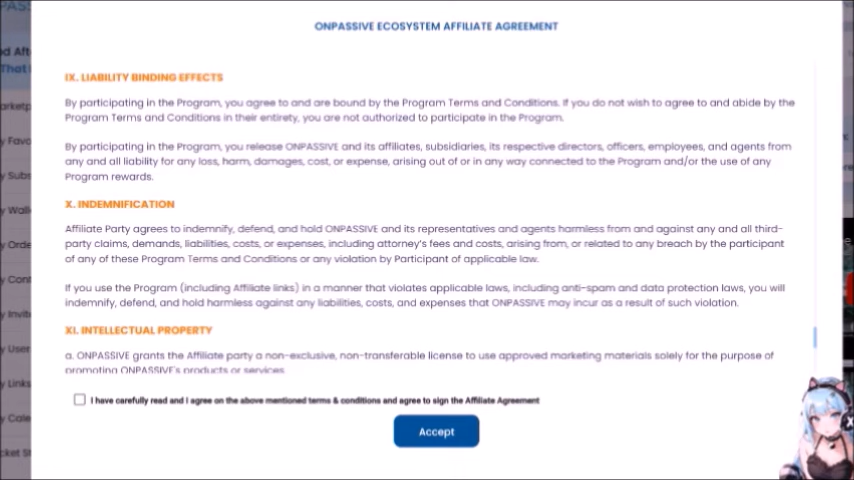 ONPASSIVE ECOSYSTEM AFFILIATE AGREEMENT
IX. LIABILITY BINDING EFFECTS
By participating in the Program, you agree to and are bound by the Program Terms and Conditions. If you do not wish to agree to and abide by the
Program Terms and Conditions in their entirety, you are not authorized to participate in the Program.
By participating in the Program, you release ONPASSIVE and its affiliates, subsidiaries, its respective directors, officers, employees, and agents from
any and all liability for any loss, harm, damages, cost, or expense, arising out of or in any way connected to the Program and/or the use of any
Program rewards.
X. INDEMNIFICATION
Affiliate Party agrees to indemnify, defend, and hold ONPASSIVE and its representatives and agents harmless from and against any and all third-
party claims, demands, liabilities, costs, or expenses, including attorney's fees and costs, arising from, or related to any breach by the participant
of any of these Program Terms and Conditions or any violation by Participant of applicable law.
If you use the Program (including Affiliate links) in a manner that violates applicable laws, including anti-spam and data protection laws, you will
indemnify, defend, and hold harmless against any liabilities, costs, and expenses that ONPASSIVE may incur as a result of such violation.
XI. INTELLECTUAL PROPERTY
a. ONPASSIVE grants the Affiliate party a non-exclusive, non-transferable license to use approved marketing materials solely for the purpose of
promoting ONPASSIVE's products or services
I have carefully read and I agree on the above mentioned terms & conditions and agree to sign the Affiliate Agreement
Accept